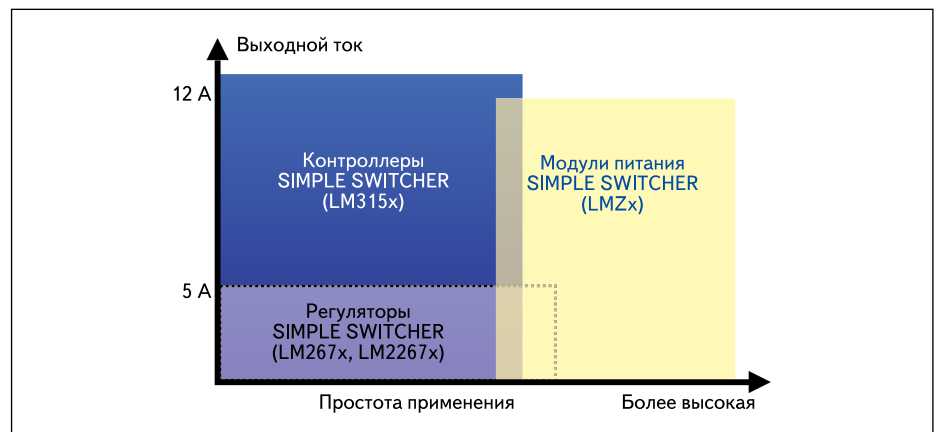 Выходной ток
12 А
Контроллеры
SIMPLE SWITCHER
(LM315x)
Модули питания
SIMPLE SWITCHER
(LMZx)
5 А
Регуляторы
SIMPLE SWITCHER
(LM267x, LM2267x)
Простота применения
Более высокая